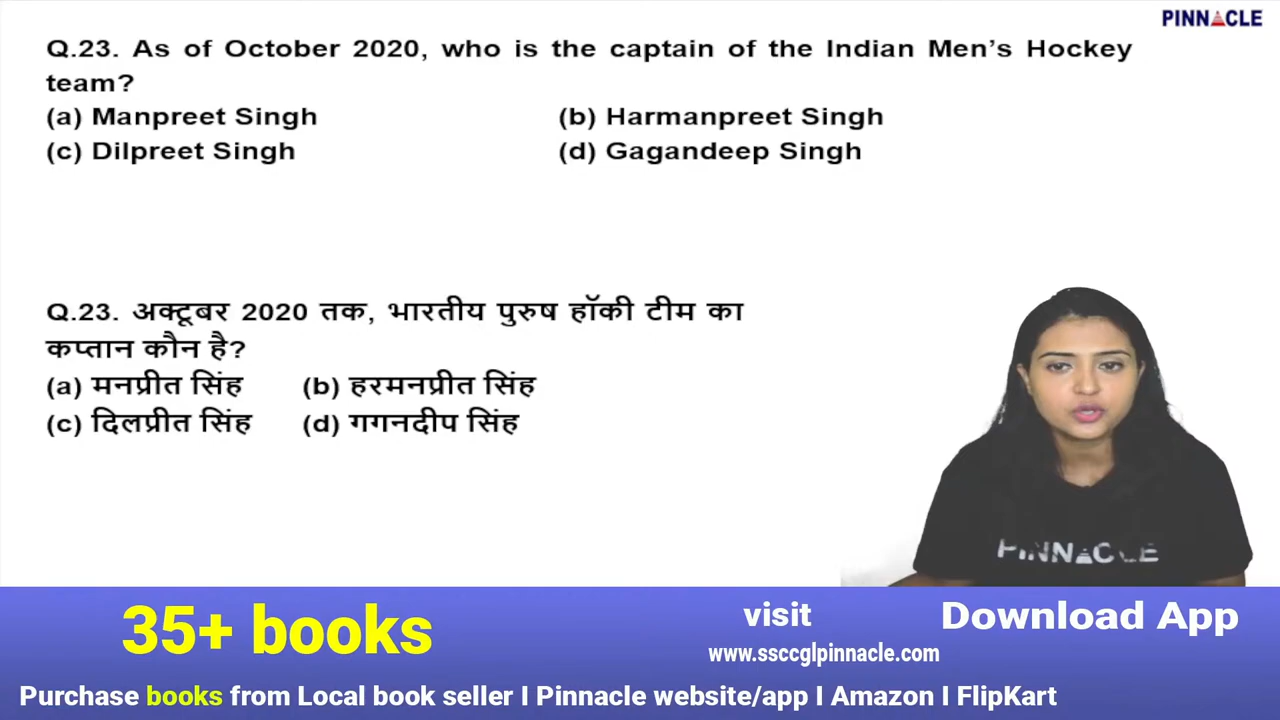 PINNACLE
Q.23. As of October 2020, who is the captain of the Indian Men's Hockey
team?
(a) Manpreet Singh (b) Harmanpreet Singh
(c) Dilpreet Singh (d) Gagandeep Singh
Q.23. अक्टूबर 2020 तक, भारतीय पुरुष हॉकी टीम का
कप्तान कौन है?
(a) मनप्रीत सिंह (b) हरमनप्रीत सिंह
(c) दिलप्रीत सिंह (d) गगनदीप सिंह
PINNACLE
35+ books
visit
www.ssccglpinnacle.com
Download App
Purchase books from Local book seller I Pinnacle website/app I Amazon I FlipKart